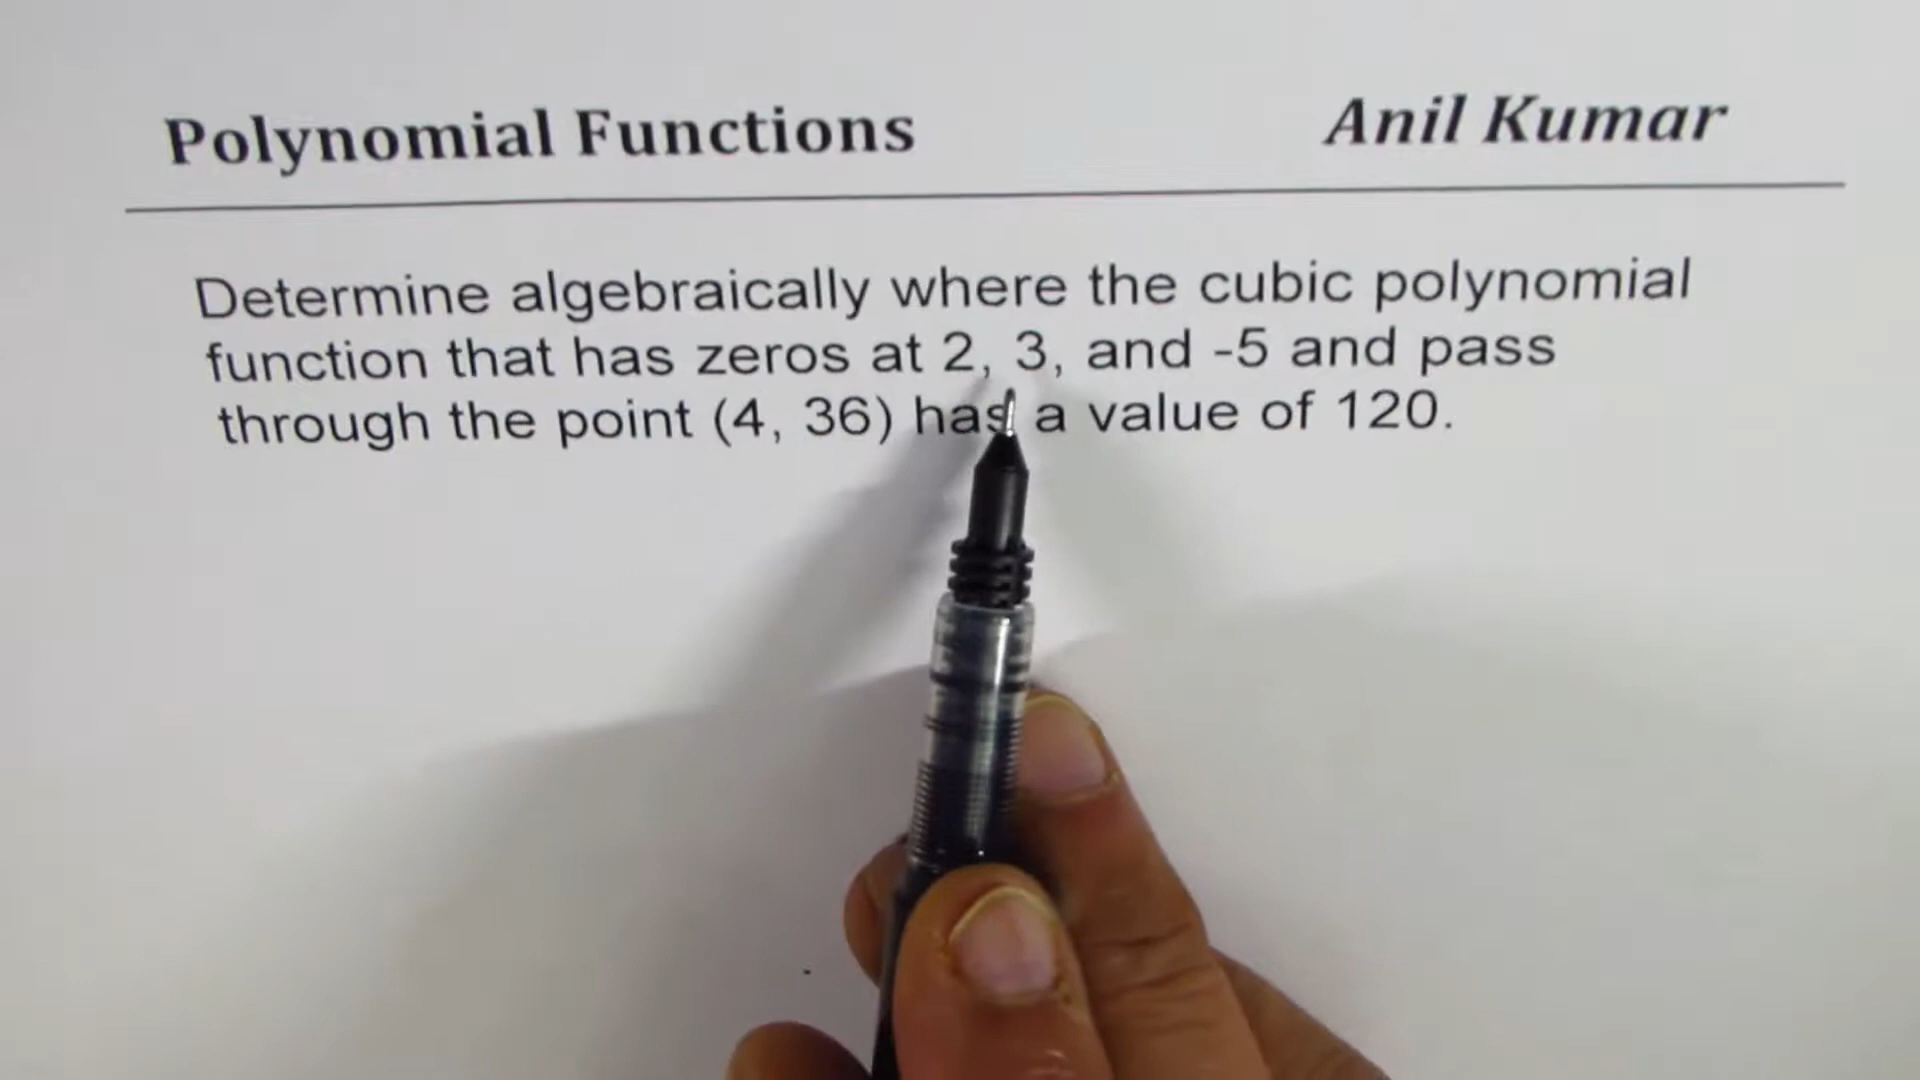 Polynomial Functions
Anil Kumar
Determine algebraically where the cubic polynomial
function that has zeros at 2, 3, and -5 and pass
through the point (4, 36) has a value of 120.